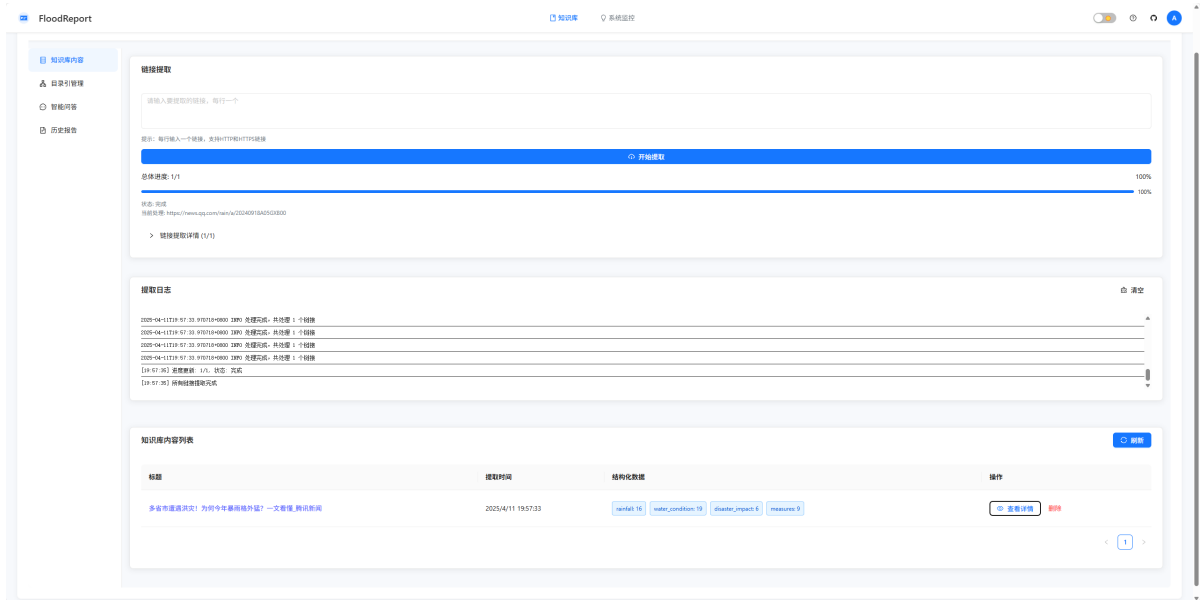 FloodReport
知识库
系统监控
A
知识库内容
目录引管理
智能问答
历史报告
链接提取
请输入要提取的链接，每行一个
提示：每行输入一个链接，支持HTTP和HTTPS链接
开始提取
总体进度: 1/1
100%
100%
状态: 完成
当前处理: https://news.qq.com/rain/a/20240918A05GXB00
链接提取详情 (1/1)
提取日志
清空
2025-04-11T19:57:33.970718+0800 INFO 处理完成，共处理 1 个链接
2025-04-11T19:57:33.970718+0800 INFO 处理完成，共处理 1 个链接
2025-04-11T19:57:33.970718+0800 INFO 处理完成，共处理 1 个链接
2025-04-11T19:57:33.970718+0800 INFO 处理完成，共处理 1 个链接
[19:57:35] 进度更新: 1/1, 状态: 完成
[19:57:35] 所有链接提取完成
知识库内容列表
刷新
标题 提取时间 结构化数据 操作
多省市遭遇洪灾！为何今年暴雨格外猛？一文看懂_腾讯新闻 2025/4/11 19:57:33 rainfall: 16 water_condition: 19 disaster_impact: 6 measures: 9 查看详情 删除
1